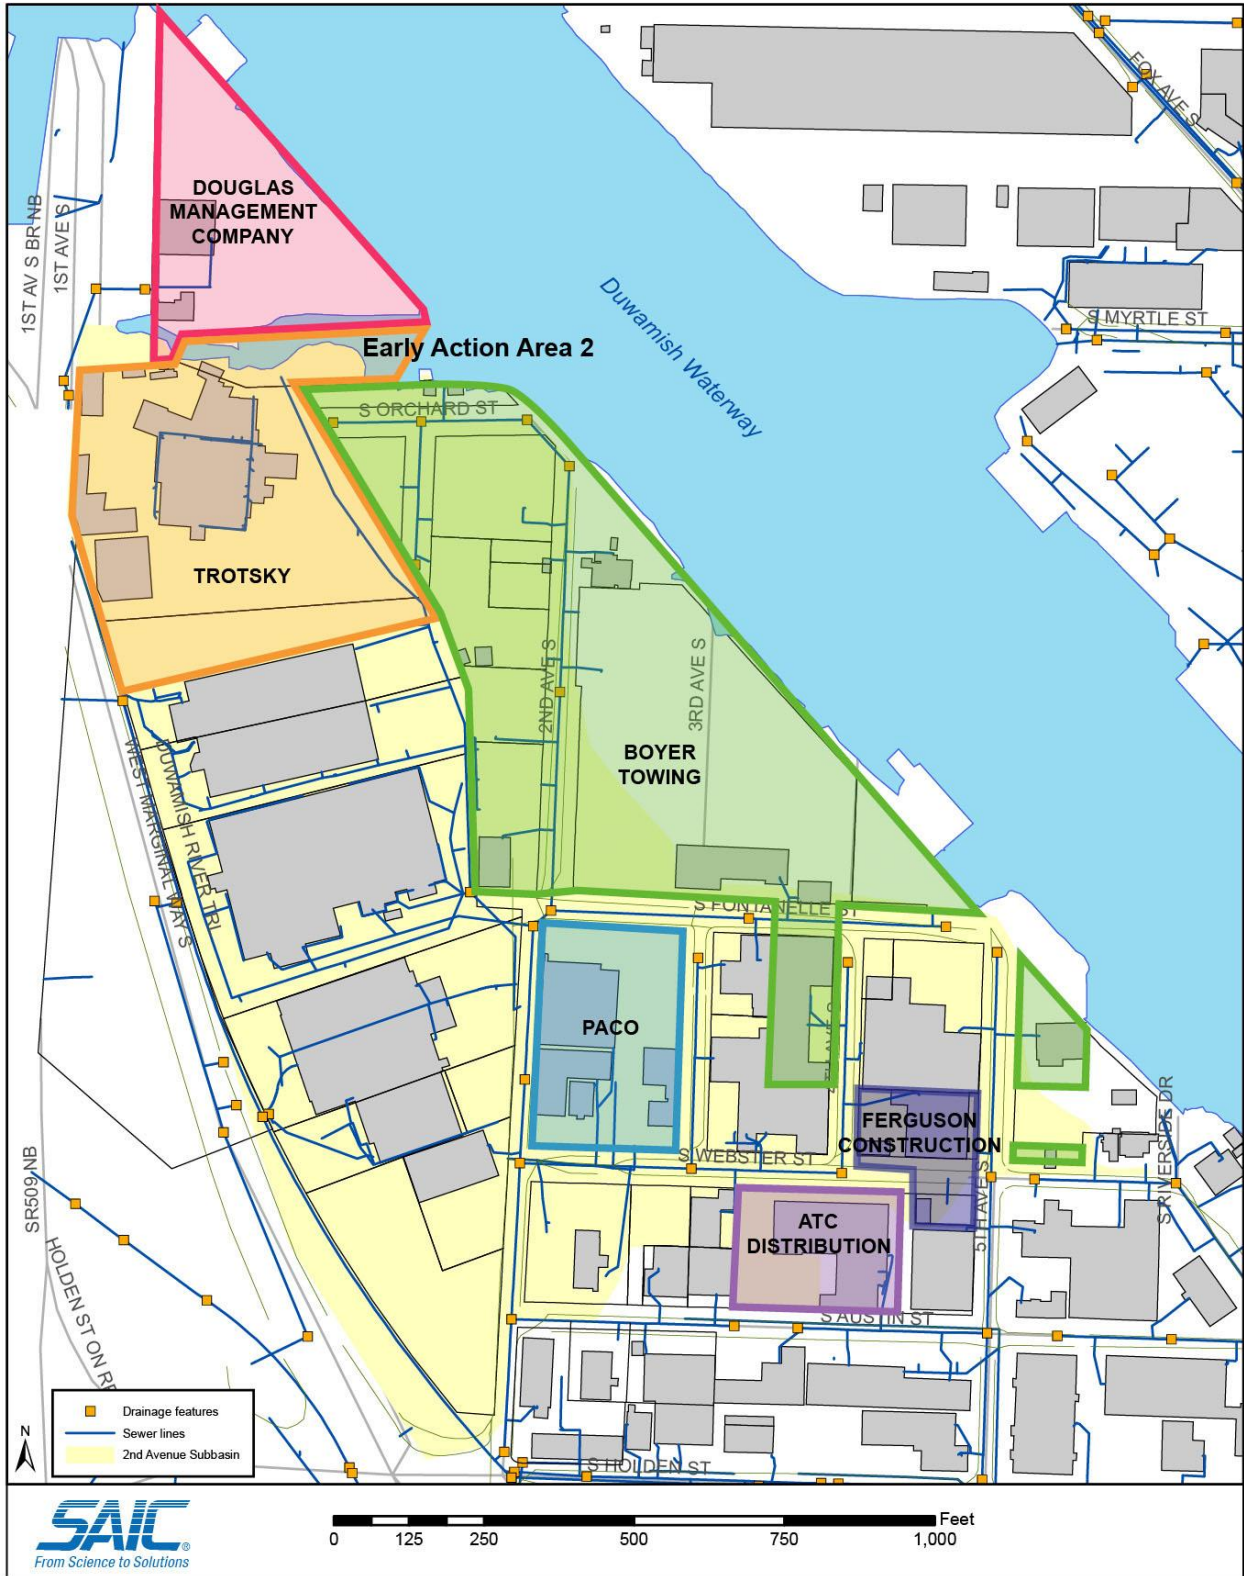 FOX AVE S
DOUGLAS
MANAGEMENT
COMPANY
1ST AV S BR NB
1ST AVE S
Duwamish Waterway
S MYRTLE ST
Early Action Area 2
S ORCHARD ST
TROTSKY
2ND AVE S
3RD AVE S
BOYER
TOWING
DUWAMISH RIVER TRI
WEST MARGINAL WAY S
S FONTANELLE ST
PACO
FERGUSON
CONSTRUCTION
S WEBSTER ST
5TH AVE S
S RIVERSIDE DR
SR509 NB
ATC
DISTRIBUTION
S AUSTIN ST
HOLDEN ST ON
S HOLDEN ST
Drainage features
Sewer lines
2nd Avenue Subbasin
N
SAIC
From Science to Solutions
Feet
0 125 250 500 750 1,000